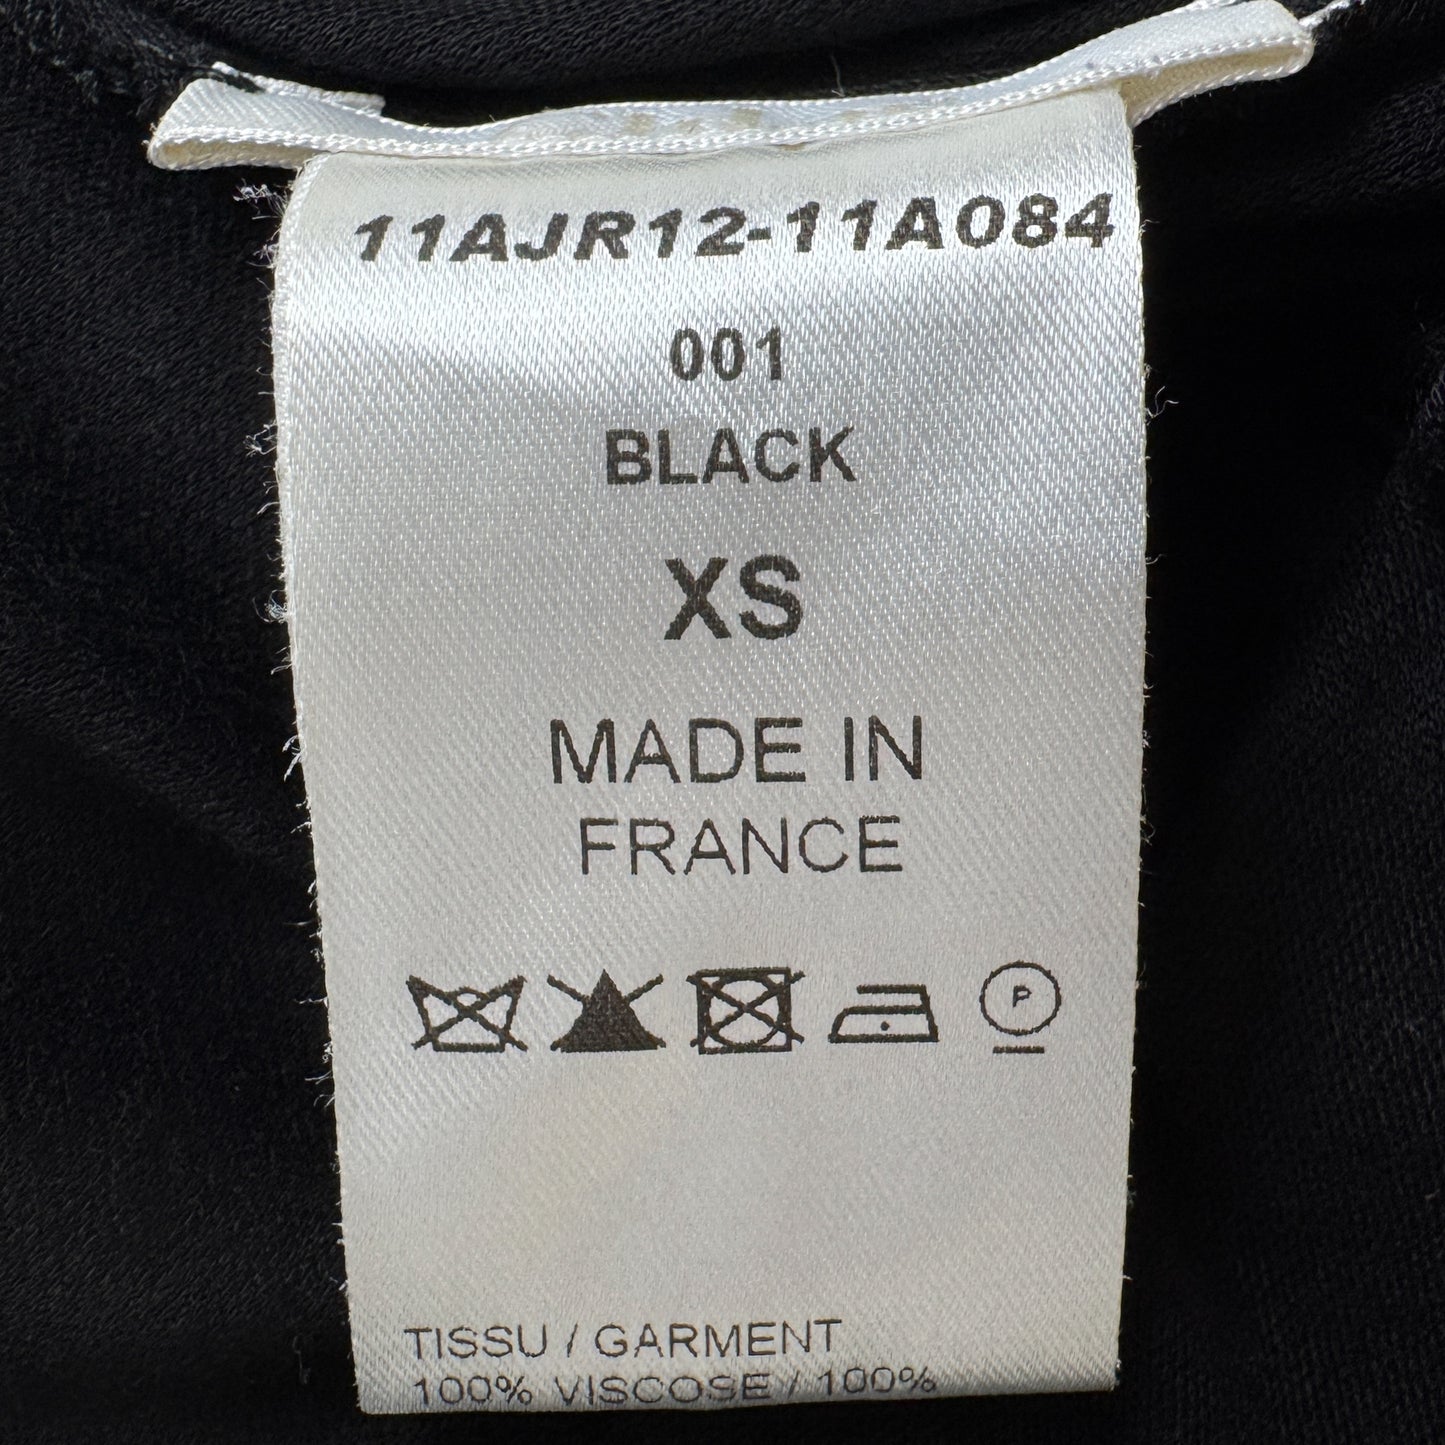 11AJR12-11A084
001
BLACK
XS
MADE IN
FRANCE
P
TISSU / GARMENT
100% VISCOSE / 100%